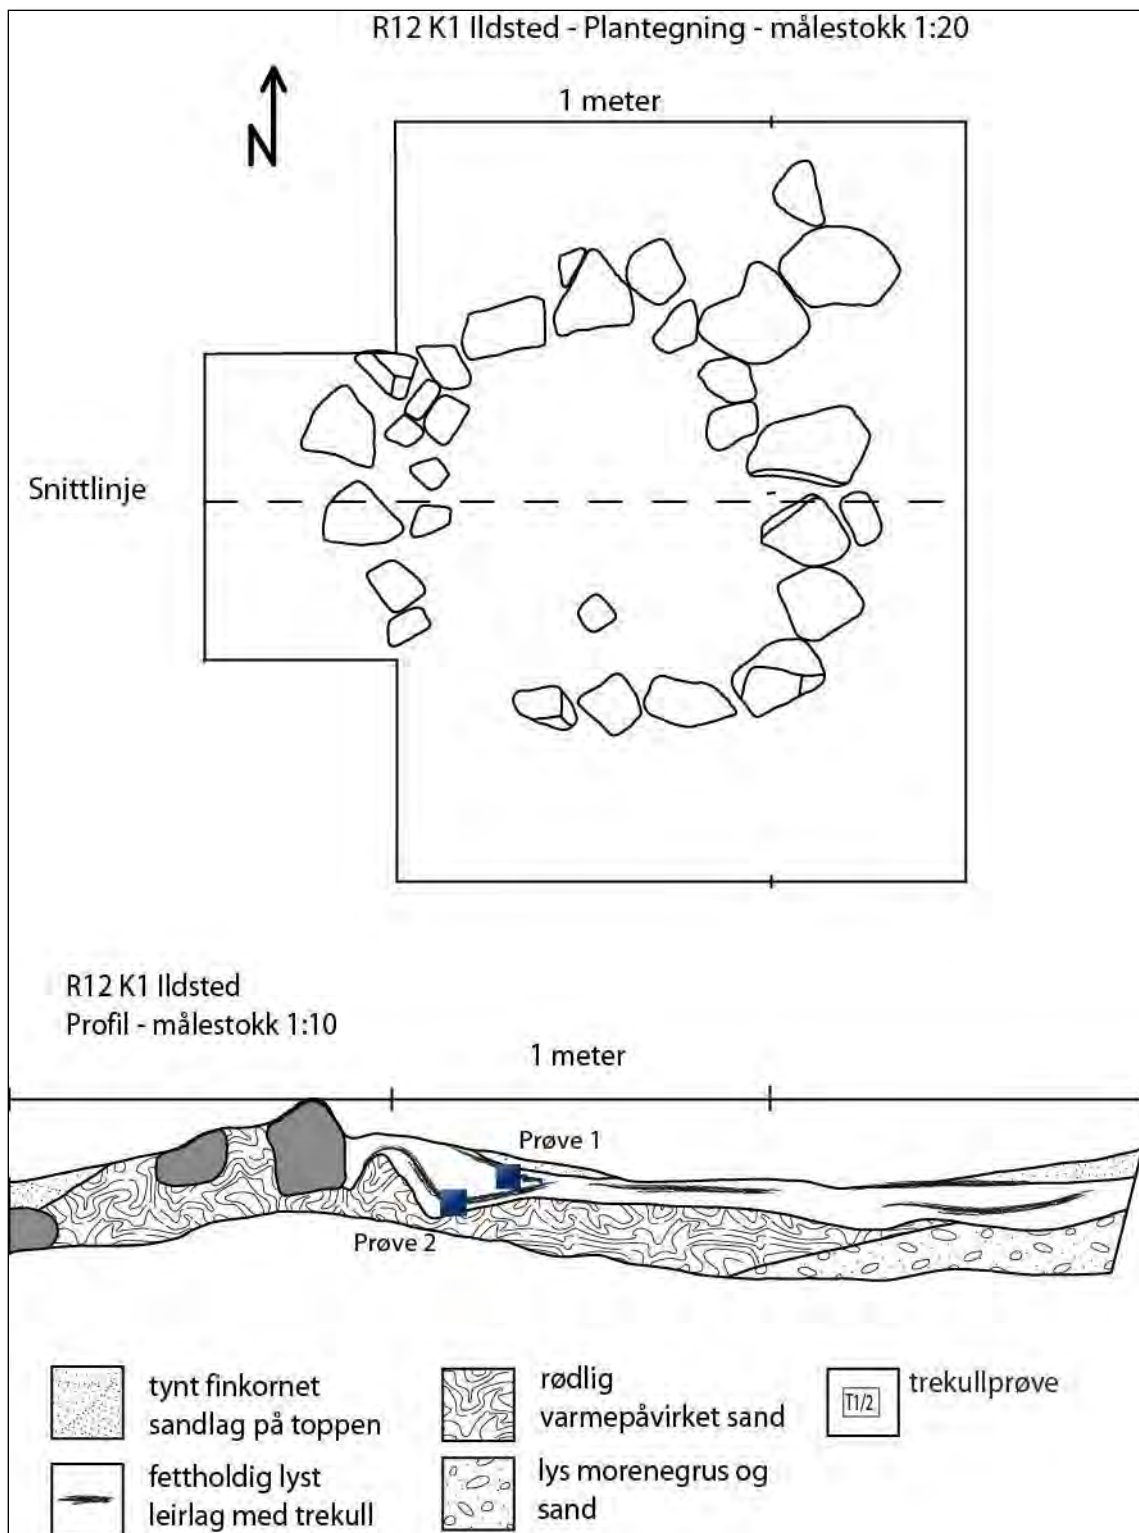 R12 K1 Ildsted - Plantegning - målestokk 1:20
1 meter
N
Snittlinje
R12 K1 Ildsted
Profil - målestokk 1:10
1 meter
Prøve 1
Prøve 2
tynt finkornet
sandlag på toppen
fettholdig lyst
leirlag med trekull
rødlig
varmepåvirket sand
lys morenegrus og
sand
T1/2
trekullprøve